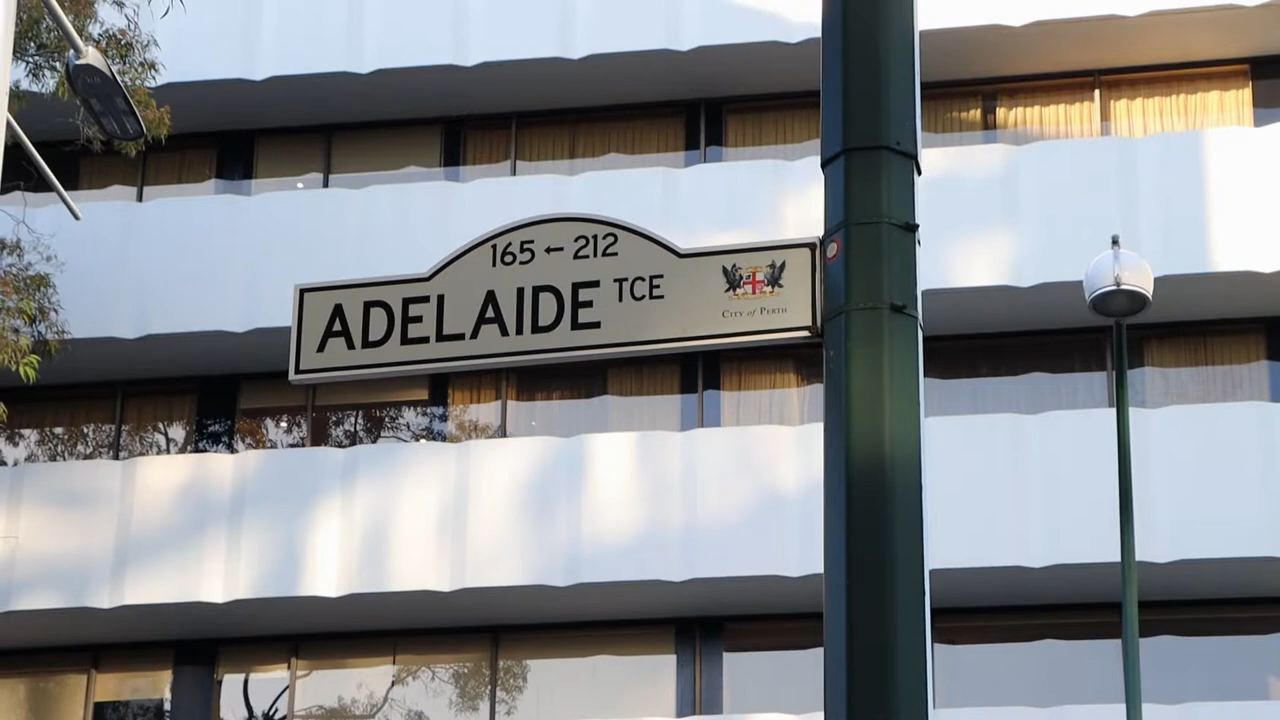 165 ← 212
ADELAIDE TCE
CITY of PERTH